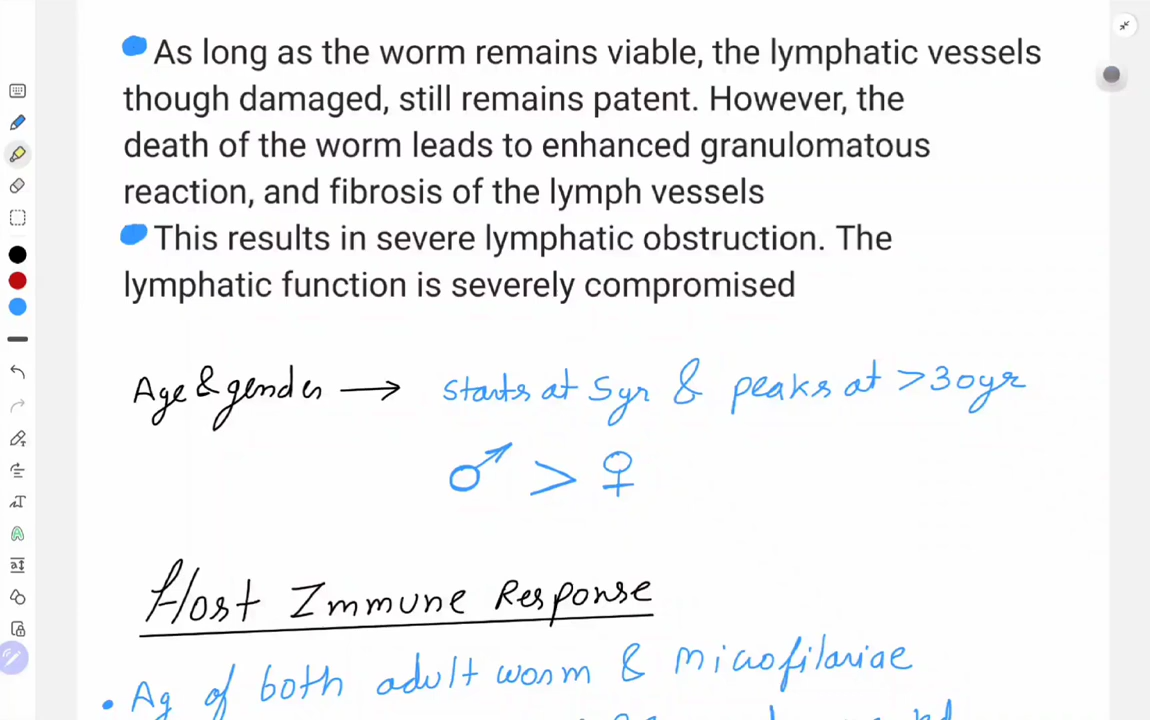 As long as the worm remains viable, the lymphatic vessels
though damaged, still remains patent. However, the
death of the worm leads to enhanced granulomatous
reaction, and fibrosis of the lymph vessels
This results in severe lymphatic obstruction. The
lymphatic function is severely compromised
Age & gender → starts at 5yr & peaks at >30yr
♂ > ♀
Host Immune Response
• Ag of both adult worm & microfilariae